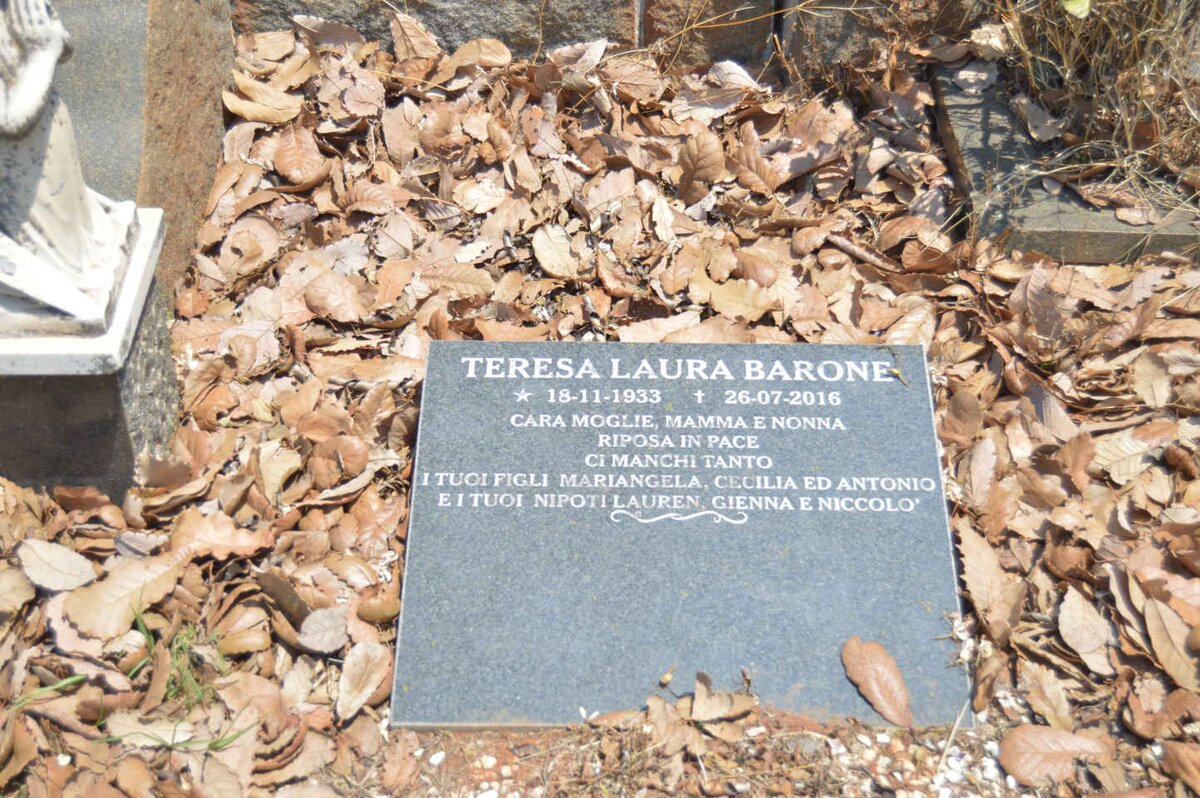 TERESA LAURA BARONE
★ 18-11-1933 ✝ 26-07-2016
CARA MOGLIE, MAMMA E NONNA
RIPOSA IN PACE
CI MANCHI TANTO
I TUOI FIGLI MARIANGELA, CECILIA ED ANTONIO
E I TUOI NIPOTI LAUREN, GIENNA E NICCOLO'